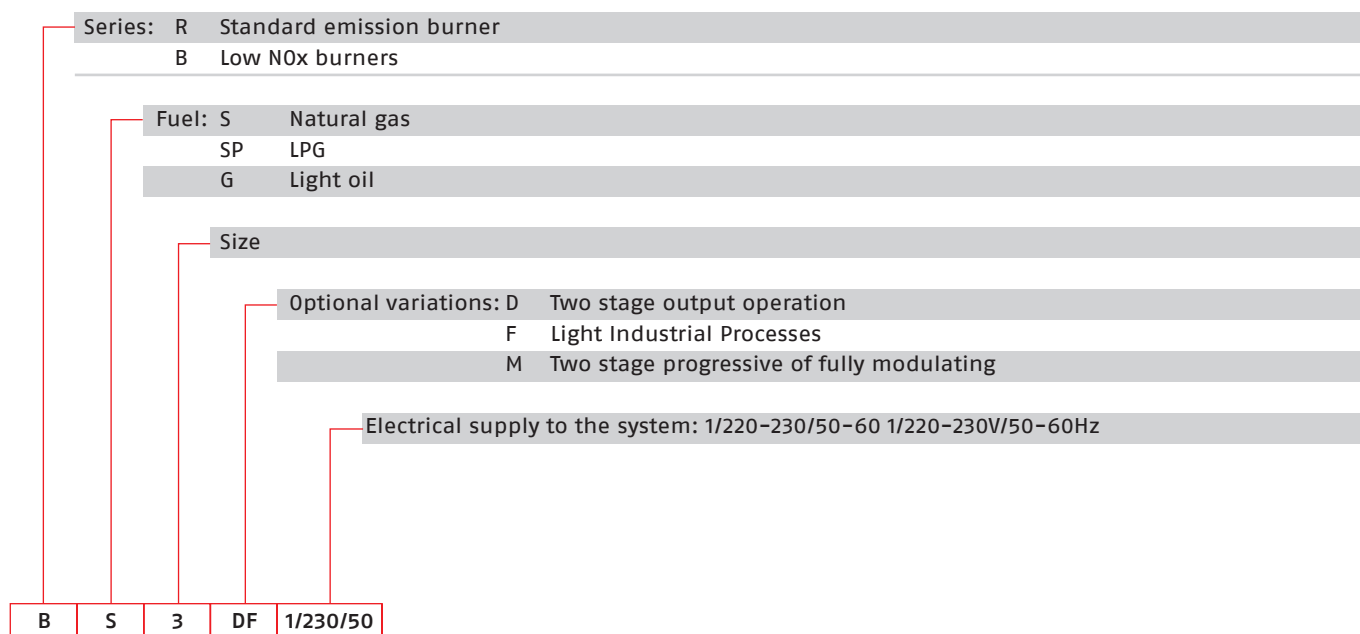 Series: R Standard emission burner
B Low N0x burners
Fuel: S Natural gas
SP LPG
G Light oil
Size
Optional variations: D Two stage output operation
F Light Industrial Processes
M Two stage progressive of fully modulating
Electrical supply to the system: 1/220-230/50-60 1/220-230V/50-60Hz
B S 3 DF 1/230/50